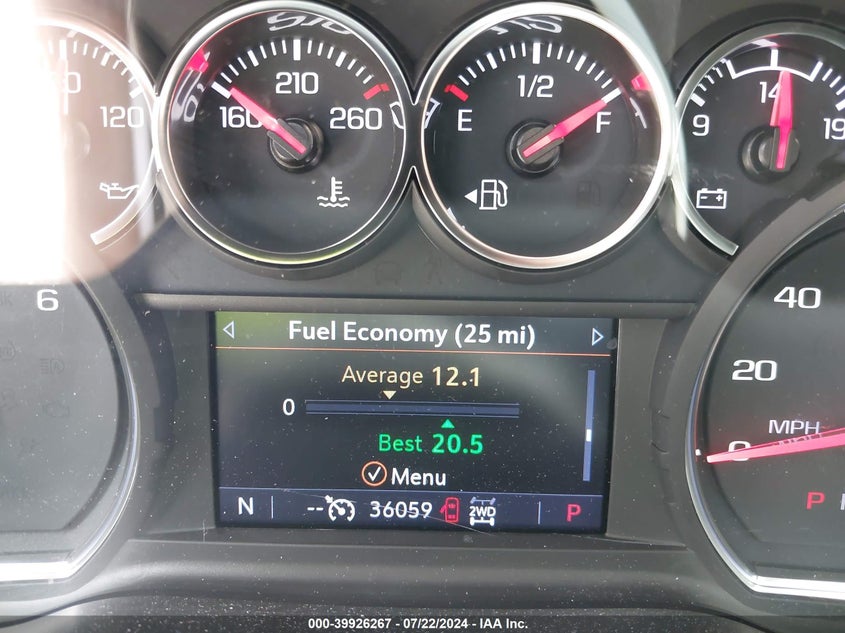 120
210
160 260
1/2
E F
14
9 19
6
Fuel Economy (25 mi)
Average 12.1
0
Best 20.5
Menu
N -- 36059 2WD P
40
20
MPH
0
P
000-39926267 - 07/22/2024 - IAA Inc.